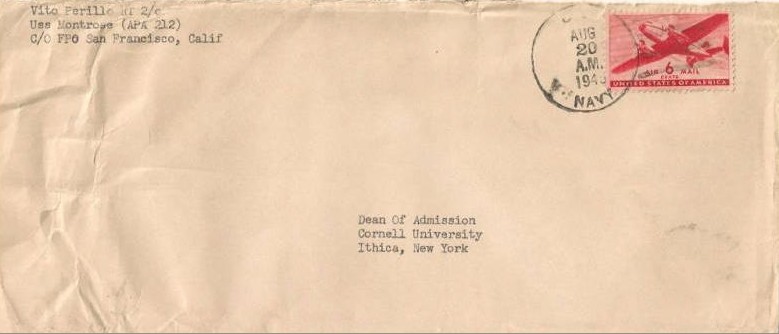 Vito Perillo 2/c
Uss Montrose (APA 212)
C/O FPO San Francisco, Calif
AUG
20
A.M.
NAVY
AIR 6 MAIL
CENTS
UNITED STATES OF AMERICA
Dean Of Admission
Cornell University
Ithica, New York